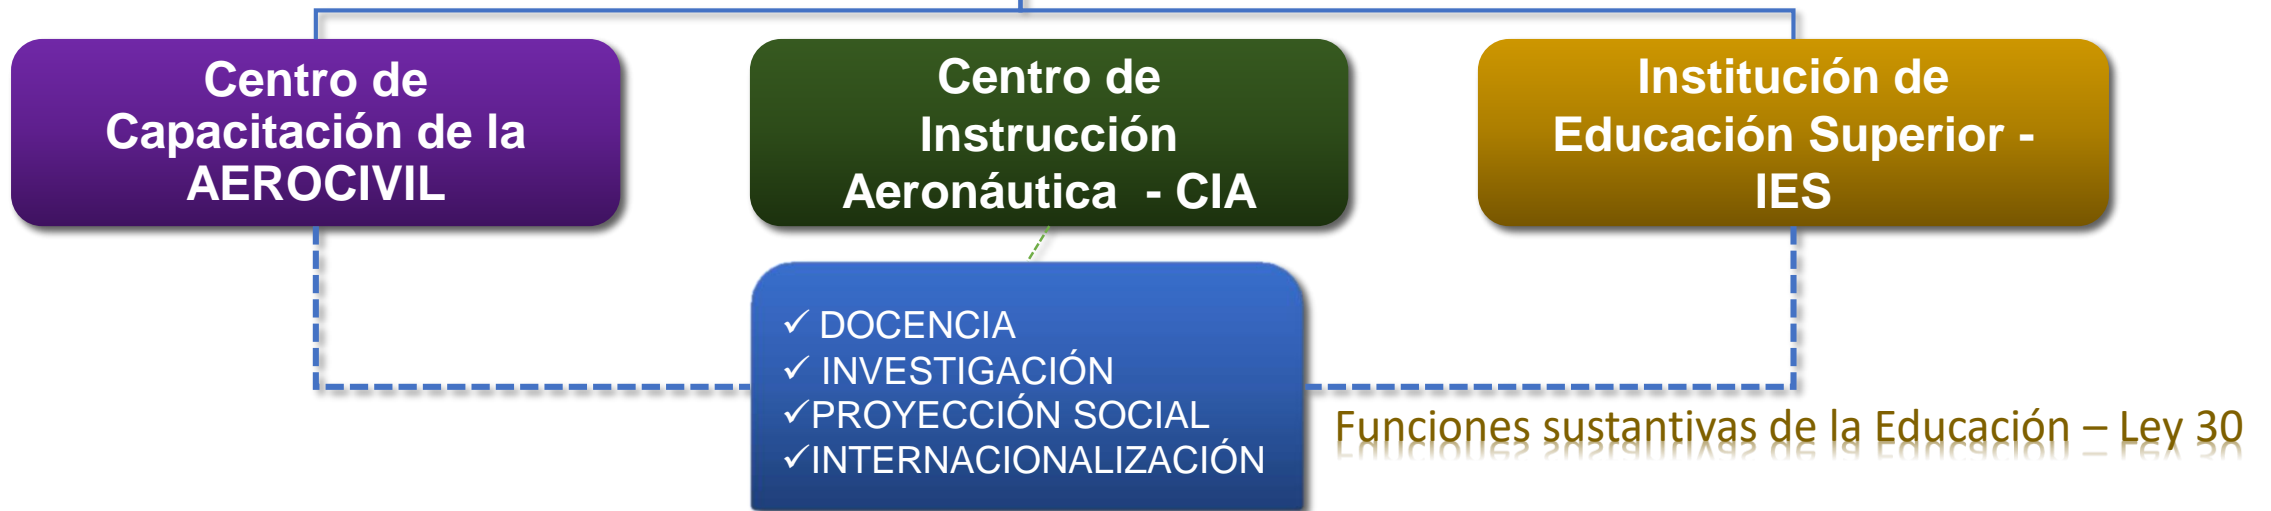 Centro de
Capacitación de la
AEROCIVIL
Centro de
Instrucción
Aeronáutica - CIA
Institución de
Educación Superior -
IES
✓ DOCENCIA
✓ INVESTIGACIÓN
✓PROYECCIÓN SOCIAL
✓INTERNACIONALIZACIÓN
Funciones sustantivas de la Educación – Ley 30